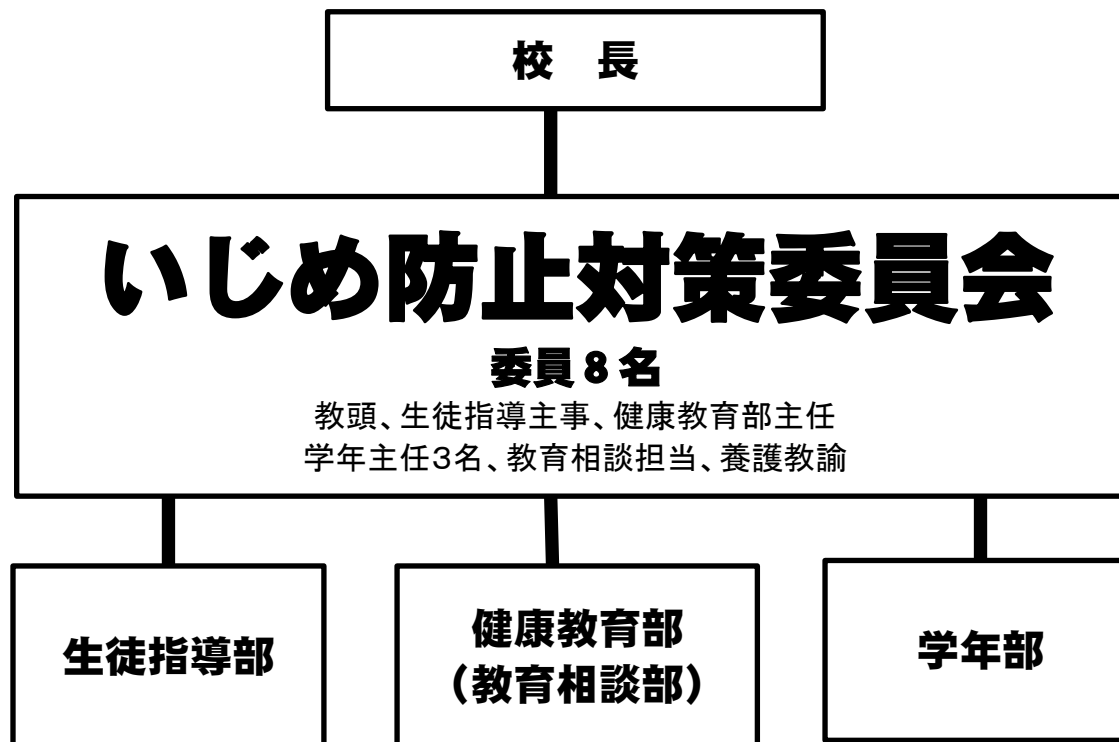 校　長
いじめ防止対策委員会
委員８名
教頭、生徒指導主事、健康教育部主任
学年主任3名、教育相談担当、養護教諭
生徒指導部
健康教育部
（教育相談部）
学年部